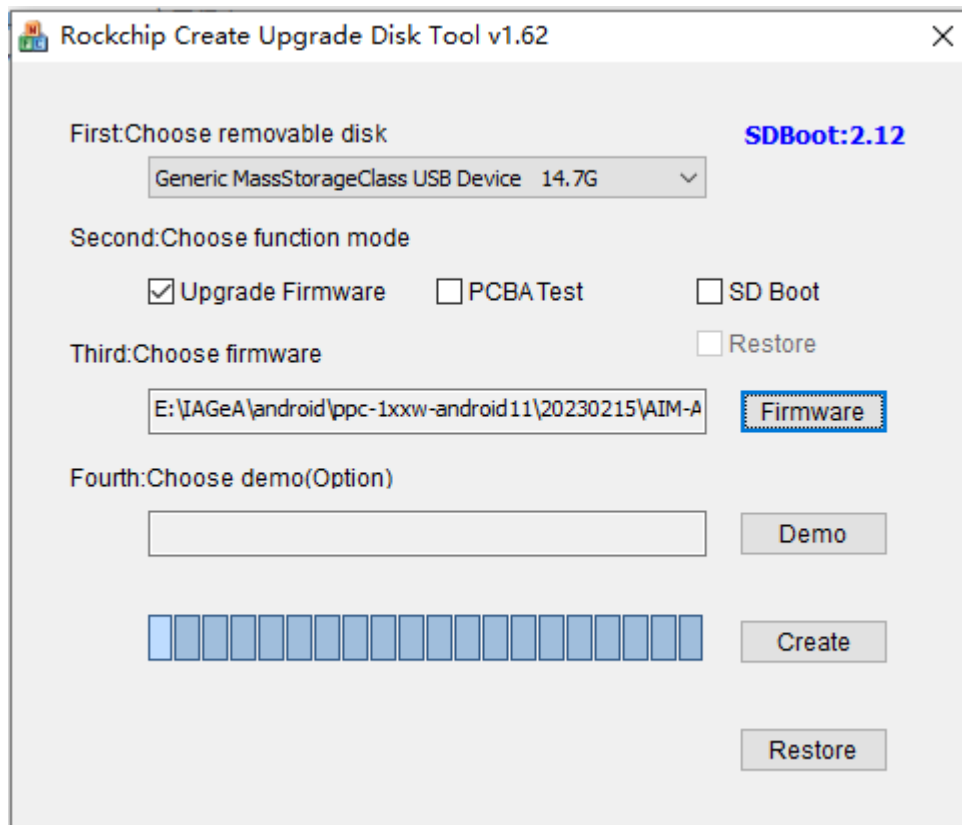 Rockchip Create Upgrade Disk Tool v1.62
First:Choose removable disk
SDBoot:2.12
Generic MassStorageClass USB Device 14.7G
Second:Choose function mode
Upgrade Firmware PCBA Test SD Boot
Restore
Third:Choose firmware
E:\IAGeA\android\ppc-1xxw-android11\20230215\AIM-A
Firmware
Fourth:Choose demo(Option)
Demo
Create
Restore